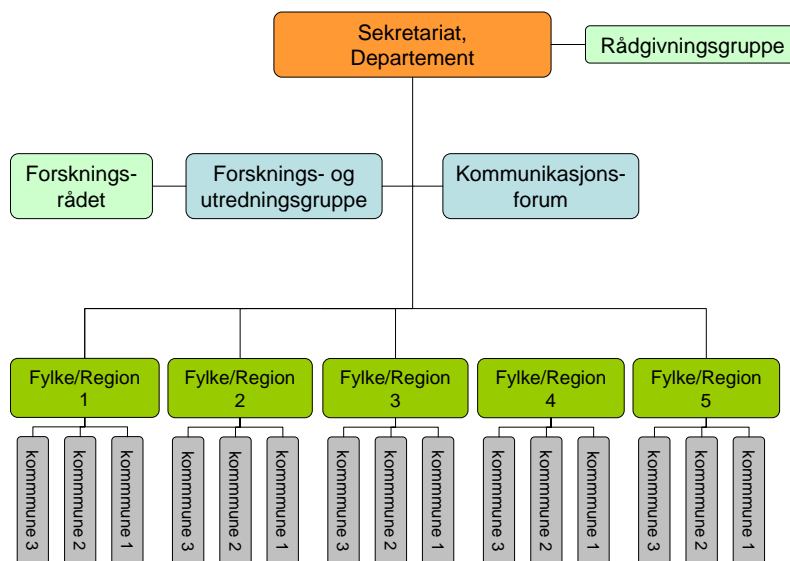 Sekretariat,
Departement
Rådgivningsgruppe
Forsknings-
rådet
Forsknings- og
utredningsgruppe
Kommunikasjons-
forum
Fylke/Region
1
Fylke/Region
2
Fylke/Region
3
Fylke/Region
4
Fylke/Region
5
kommmune 3
kommmune 2
kommmune 1
kommmune 3
kommmune 2
kommmune 1
kommmune 3
kommmune 2
kommmune 1
kommmune 3
kommmune 2
kommmune 1
kommmune 3
kommmune 2
kommmune 1